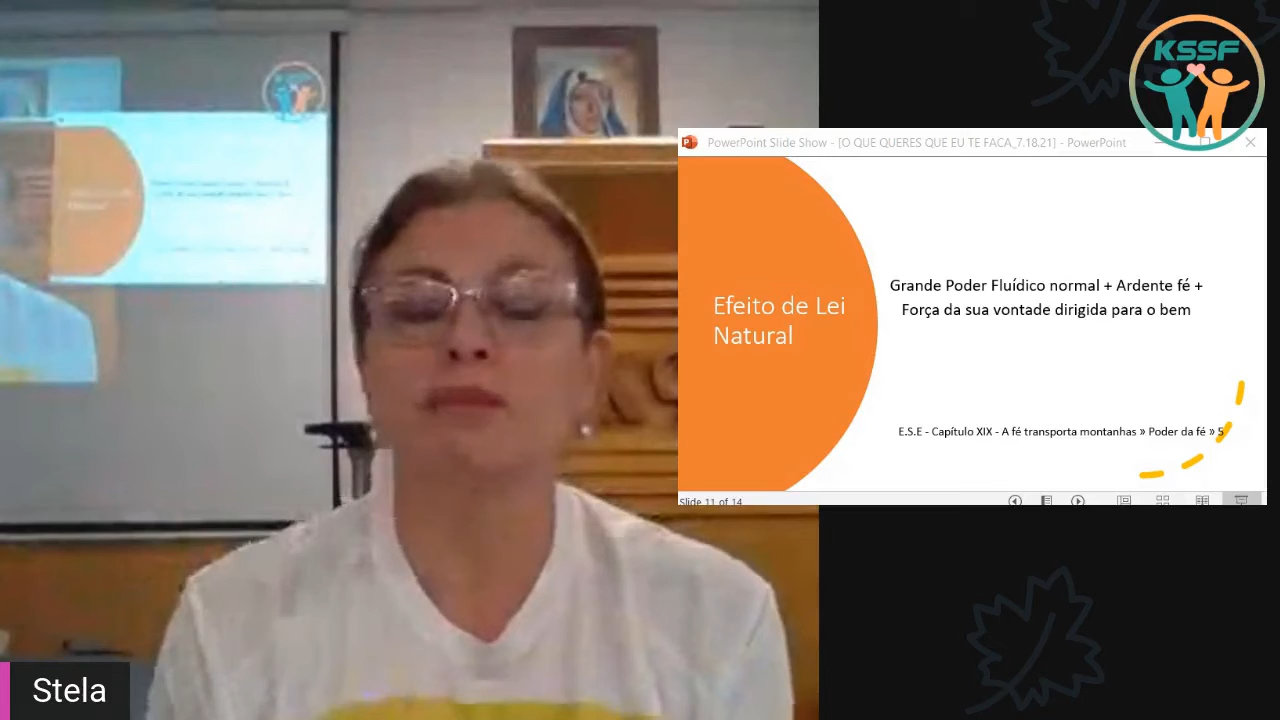 KSSF
PowerPoint Slide Show - [O QUE QUERES QUE EU TE FACA_7.18.21] - PowerPoint
Efeito de Lei
Natural
Grande Poder Fluídico normal + Ardente fé +
Força da sua vontade dirigida para o bem
E.S.E - Capítulo XIX - A fé transporta montanhas » Poder da fé » 5
Slide 11 of 14
Stela